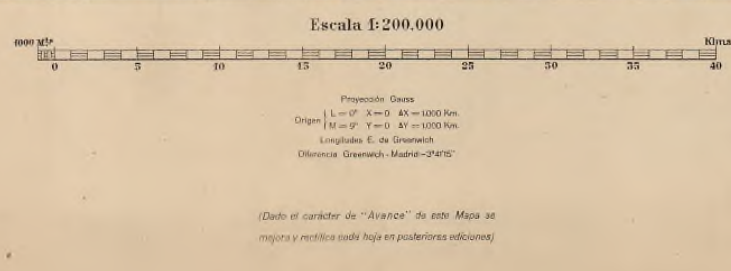 Escala 1:200.000
1000 Mts Klms
0 5 10 15 20 25 30 35 40
Proyección Gauss
Origen { L=0° X=0 ΔX=1.000 Km.
M=9° Y=0 ΔY=1.000 Km.
Longitudes E. de Greenwich
Diferencia Greenwich-Madrid=3°41'15"
(Dado el carácter de "Avance" de este Mapa se
mejora y rectifica cada hoja en posteriores ediciones)